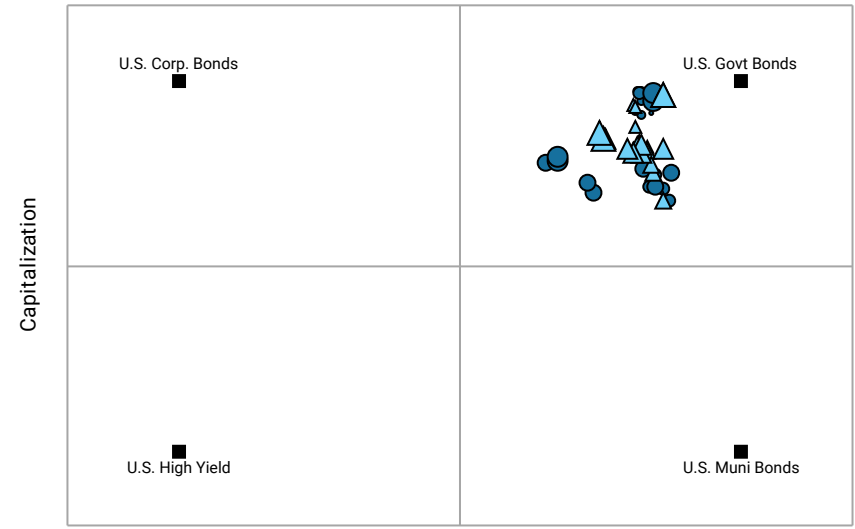 U.S. Corp. Bonds
U.S. Govt Bonds
Capitalization
U.S. High Yield
U.S. Muni Bonds